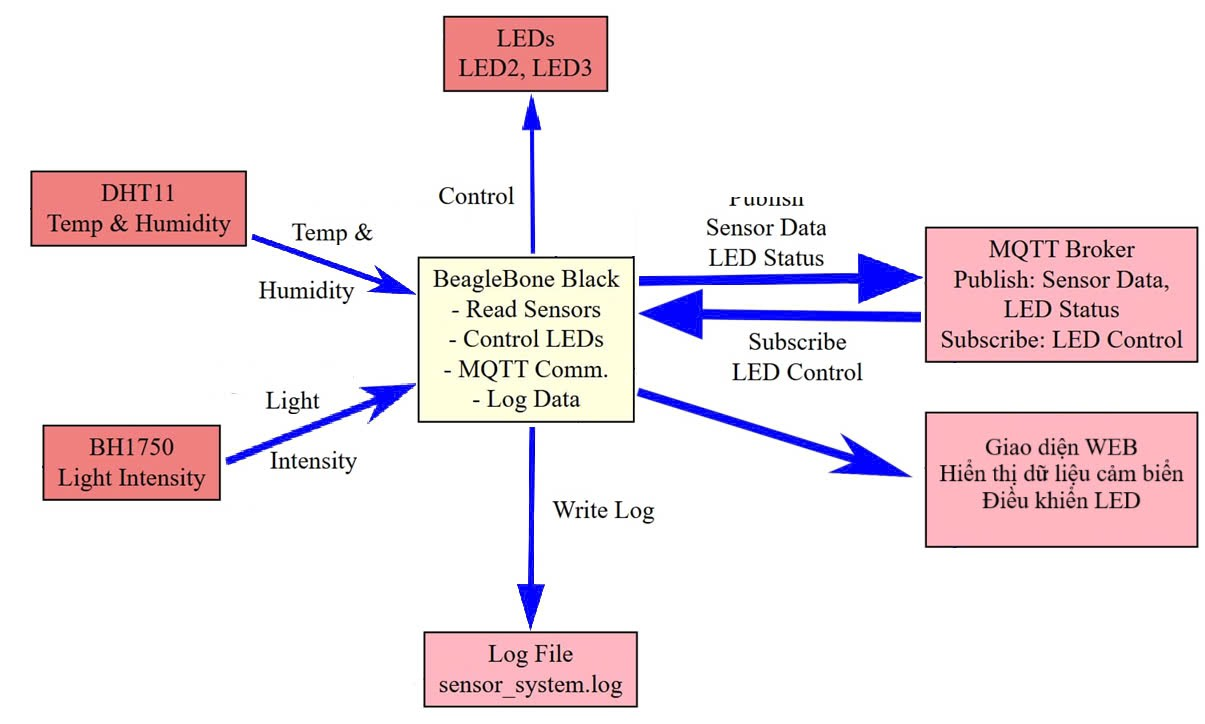 LEDs
LED2, LED3
DHT11
Temp & Humidity
Control
Temp &
Humidity
Publish
Sensor Data
LED Status
MQTT Broker
Publish: Sensor Data,
LED Status
Subscribe: LED Control
BeagleBone Black
- Read Sensors
- Control LEDs
- MQTT Comm.
- Log Data
Subscribe
LED Control
Light
Intensity
BH1750
Light Intensity
Giao diện WEB
Hiển thị dữ liệu cảm biến
Điều khiển LED
Write Log
Log File
sensor_system.log